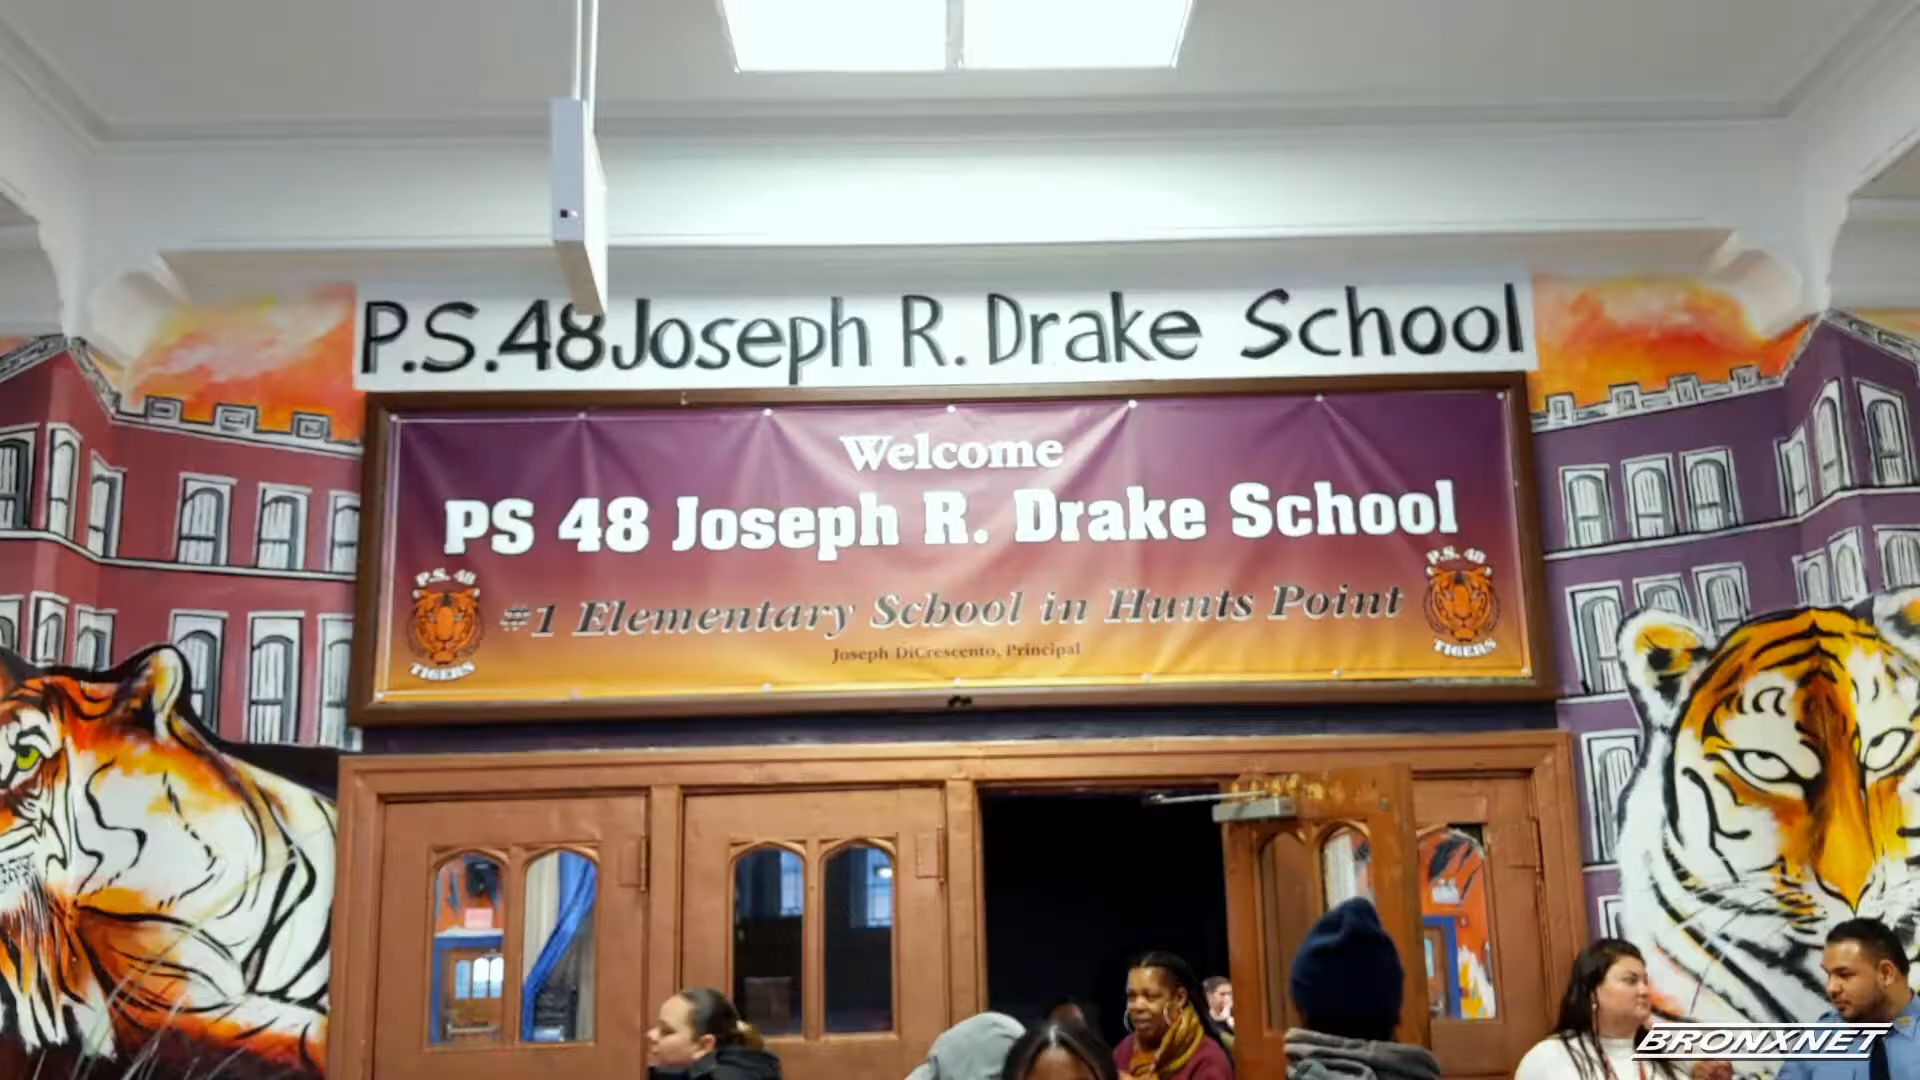 P.S.48 Joseph R. Drake School
Welcome
PS 48 Joseph R. Drake School
#1 Elementary School in Hunts Point
Joseph DiCrescento, Principal
P.S. 48
TIGERS
P.S. 48
TIGERS
BRONXNET